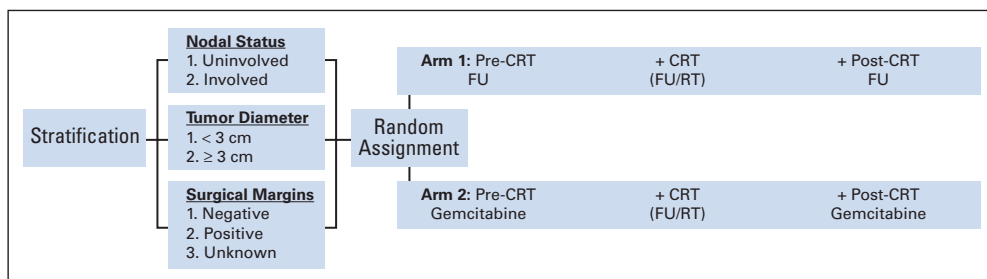 Stratification
Nodal Status
1. Uninvolved
2. Involved
Tumor Diameter
1. < 3 cm
2. ≥ 3 cm
Surgical Margins
1. Negative
2. Positive
3. Unknown
Random
Assignment
Arm 1: Pre-CRT + CRT + Post-CRT
FU (FU/RT) FU
Arm 2: Pre-CRT + CRT + Post-CRT
Gemcitabine (FU/RT) Gemcitabine